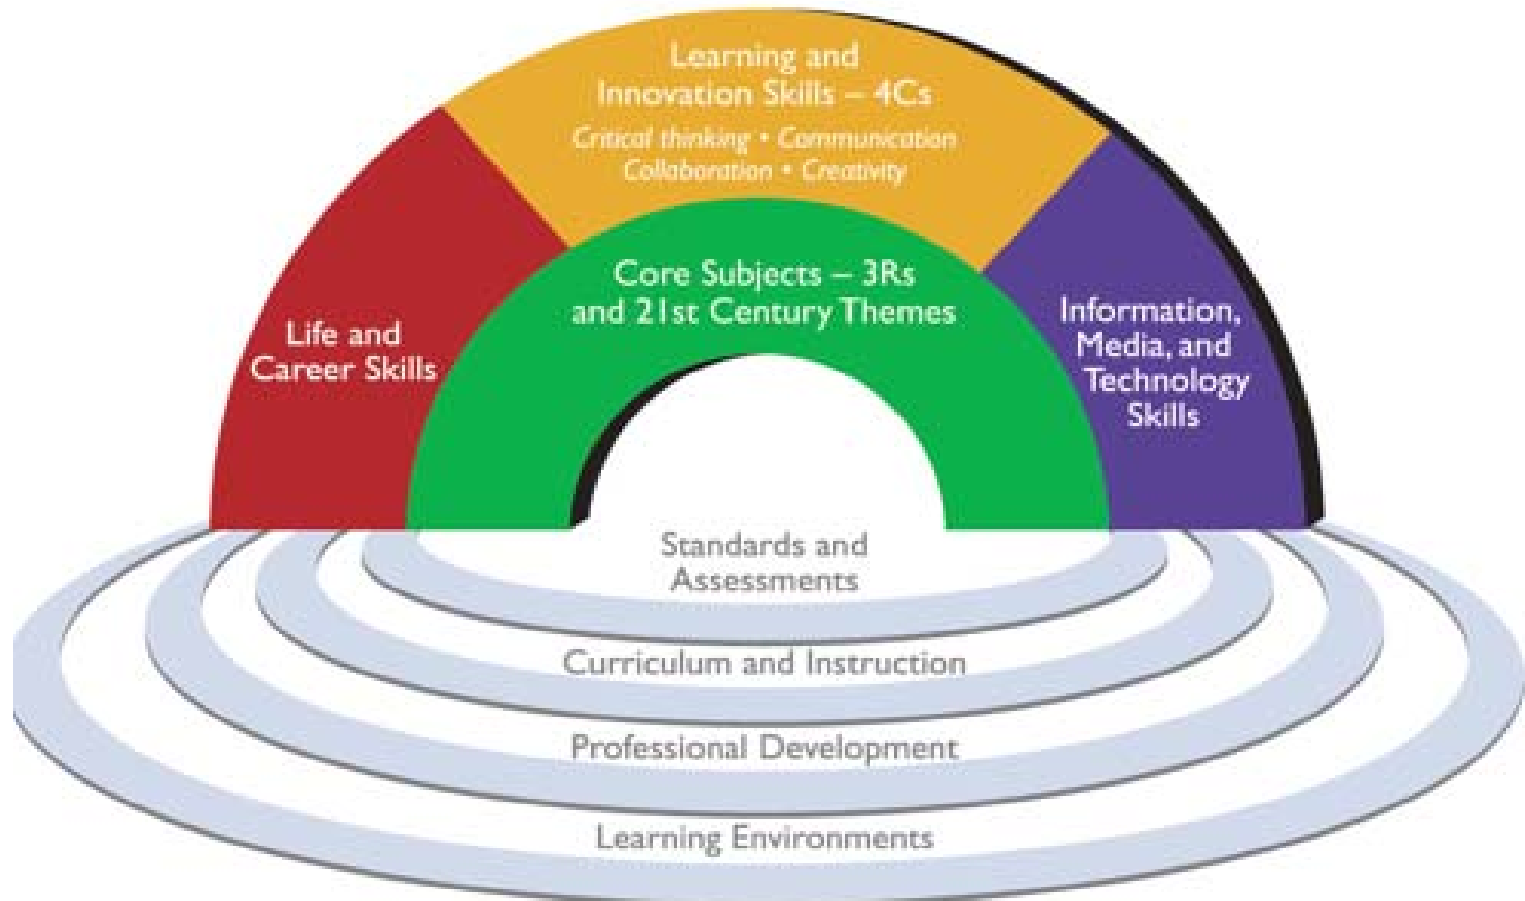 Learning and
Innovation Skills – 4Cs
Critical thinking • Communication
Collaboration • Creativity
Core Subjects – 3Rs
and 21st Century Themes
Life and
Career Skills
Information,
Media, and
Technology
Skills
Standards and
Assessments
Curriculum and Instruction
Professional Development
Learning Environments